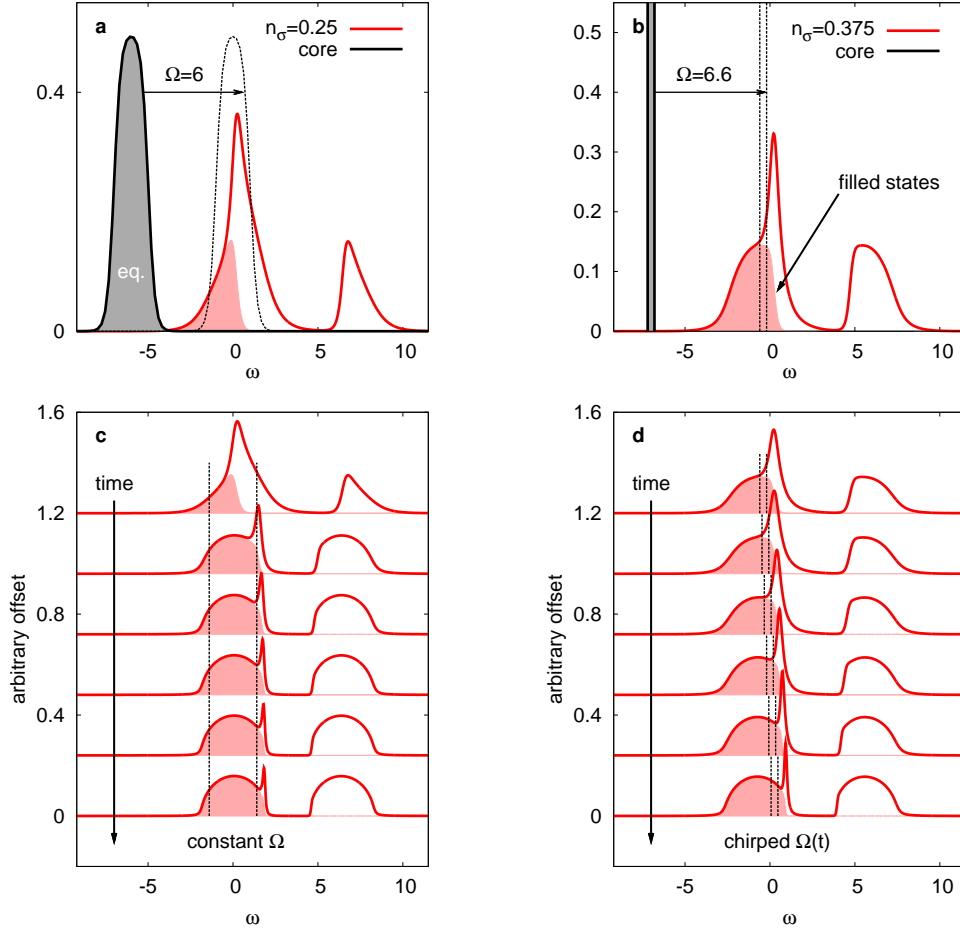 a
n_σ=0.25
core
Ω=6
0.4
eq.
0
-5
0
5
10
ω
b
n_σ=0.375
core
Ω=6.6
filled states
0.5
0.4
0.3
0.2
0.1
0
-5
0
5
10
ω
c
time
1.6
1.2
0.8
0.4
0
arbitrary offset
constant Ω
-5
0
5
10
ω
d
time
1.6
1.2
0.8
0.4
0
arbitrary offset
chirped Ω(t)
-5
0
5
10
ω